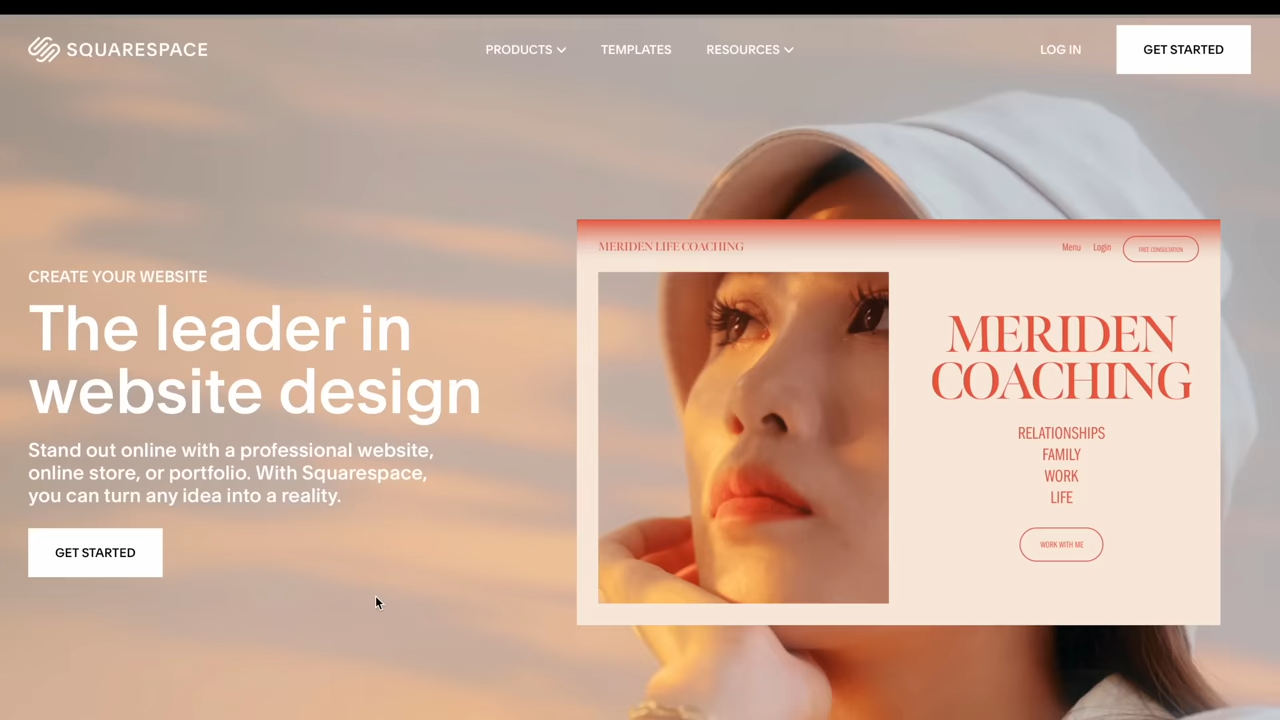 SQUARESPACE
PRODUCTS
TEMPLATES
RESOURCES
LOG IN
GET STARTED
CREATE YOUR WEBSITE
The leader in
website design
Stand out online with a professional website,
online store, or portfolio. With Squarespace,
you can turn any idea into a reality.
GET STARTED
MERIDEN LIFE COACHING
Menu
Login
FREE CONSULTATION
MERIDEN
COACHING
RELATIONSHIPS
FAMILY
WORK
LIFE
WORK WITH ME